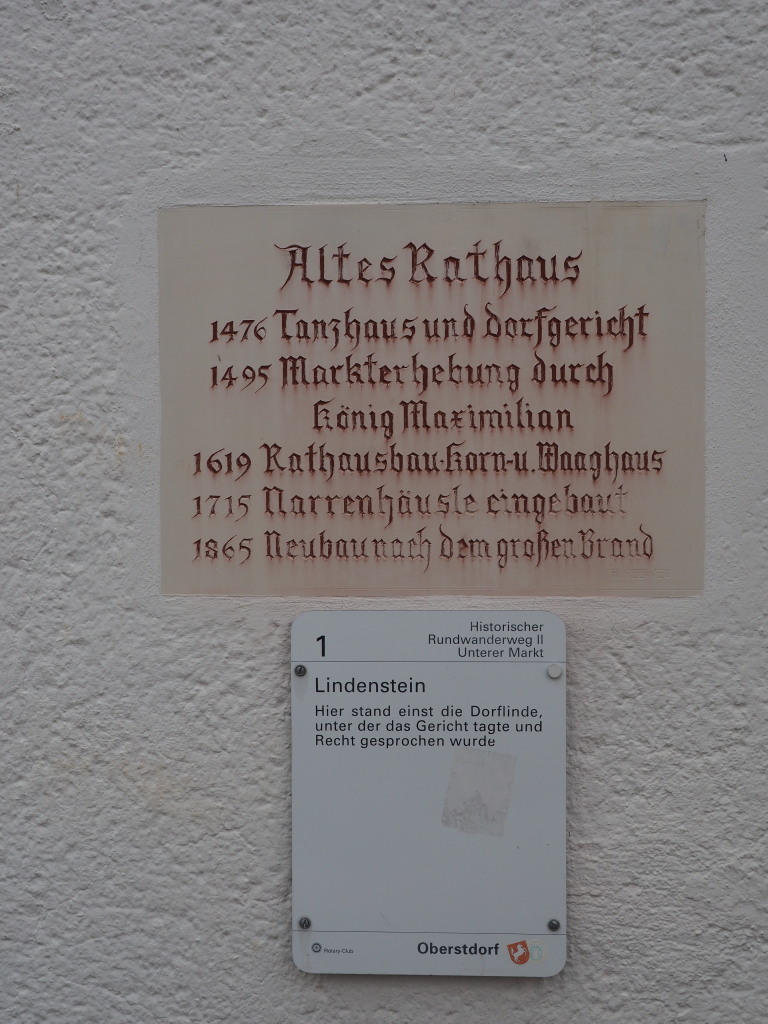 Altes Rathaus
1476 Tanzhaus und Dorfgericht
1495 Markterhebung durch
König Maximilian
1619 Rathausbau·Korn-u. Waaghaus
1715 Narrenhäusle eingebaut
1865 Neubau nach dem großen Brand
1
Historischer
Rundwanderweg II
Unterer Markt
Lindenstein
Hier stand einst die Dorflinde,
unter der das Gericht tagte und
Recht gesprochen wurde
Rotary-Club
Oberstdorf